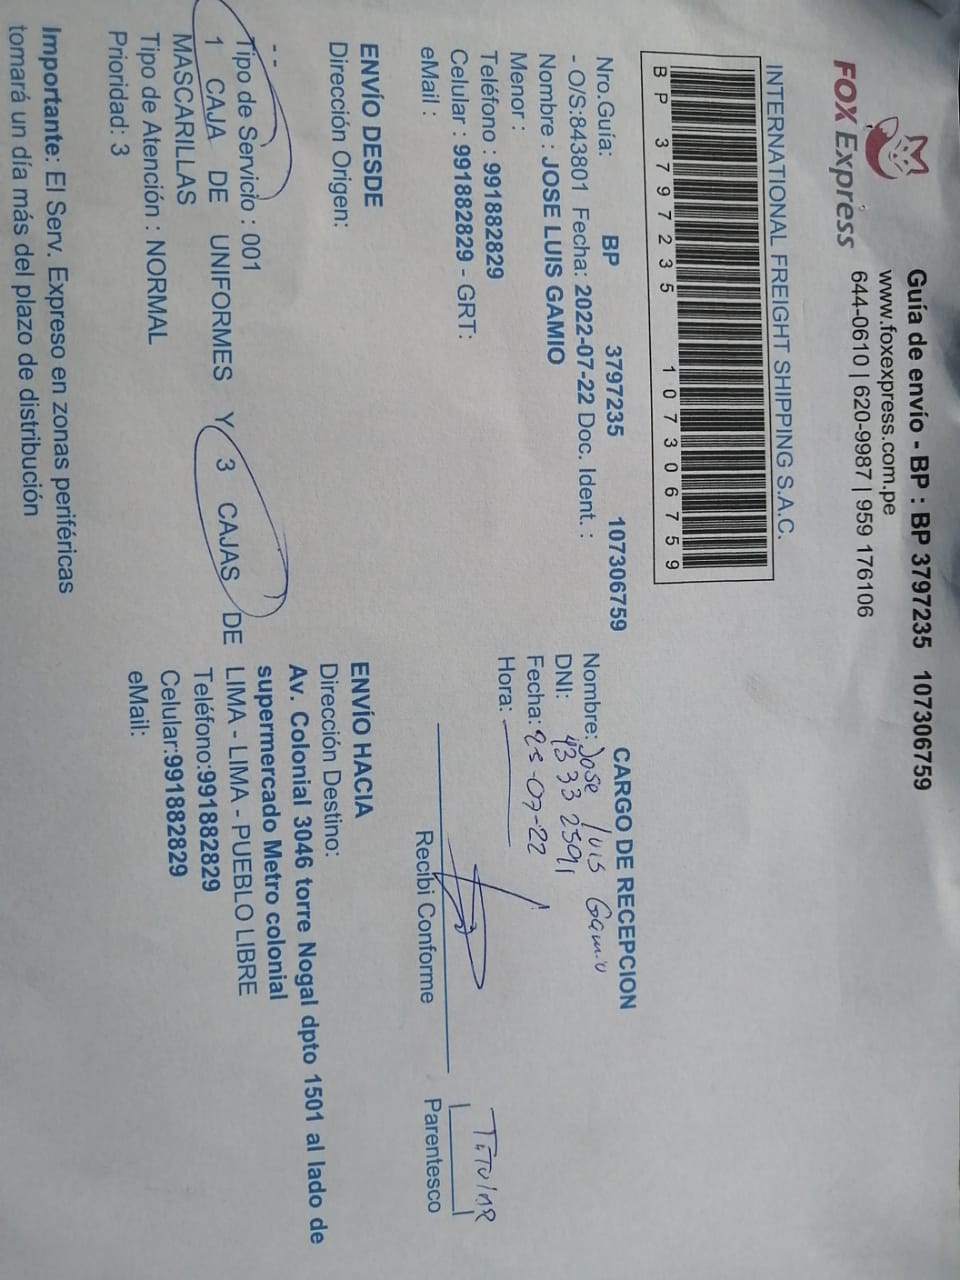 Guía de envío - BP : BP 3797235 107306759
www.foxexpress.com.pe
644-0610 | 620-9987 | 959 176106
FOX Express
INTERNATIONAL FREIGHT SHIPPING S.A.C.
BP 3797235 107306759
Nro.Guía: BP 3797235 107306759
- O/S:843801 Fecha: 2022-07-22 Doc. Ident. :
Nombre : JOSE LUIS GAMIO
Menor :
Teléfono : 991882829
Celular : 991882829 - GRT:
eMail :
ENVÍO DESDE
Dirección Origen:
- -
Tipo de Servicio : 001
1 CAJA DE UNIFORMES Y 3 CAJAS DE
MASCARILLAS
Tipo de Atención : NORMAL
Prioridad: 3
Importante: El Serv. Expreso en zonas periféricas
tomará un día más del plazo de distribución
CARGO DE RECEPCION
Nombre: Jose Luis Gamio
DNI: 43332591
Fecha: 25-07-22
Hora:
Recibi Conforme
Titular
Parentesco
ENVÍO HACIA
Dirección Destino:
Av. Colonial 3046 torre Nogal dpto 1501 al lado de
supermercado Metro colonial
LIMA - LIMA - PUEBLO LIBRE
Teléfono:991882829
Celular:991882829
eMail: